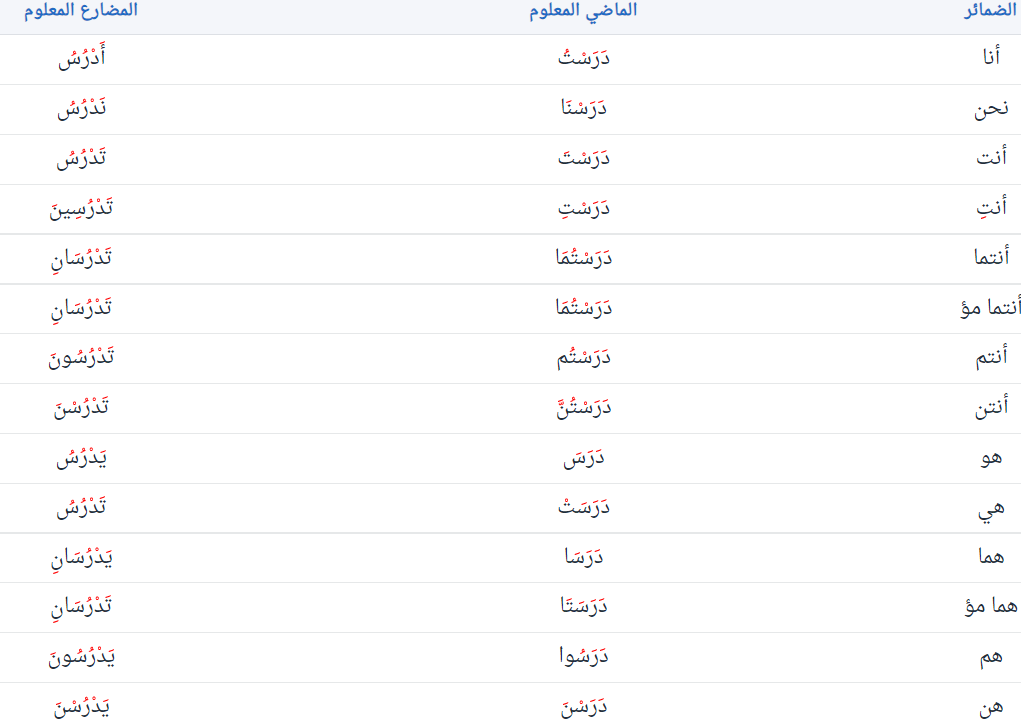 الضمائر الماضي المعلوم المضارع المعلوم
أنا دَرَسْتُ أَدْرُسُ
نحن دَرَسْنَا نَدْرُسُ
أنت دَرَسْتَ تَدْرُسُ
أنتِ دَرَسْتِ تَدْرُسِينَ
أنتما دَرَسْتُمَا تَدْرُسَانِ
أنتما مؤ دَرَسْتُمَا تَدْرُسَانِ
أنتم دَرَسْتُم تَدْرُسُونَ
أنتن دَرَسْتُنَّ تَدْرُسْنَ
هو دَرَسَ يَدْرُسُ
هي دَرَسَتْ تَدْرُسُ
هما دَرَسَا يَدْرُسَانِ
هما مؤ دَرَسَتَا تَدْرُسَانِ
هم دَرَسُوا يَدْرُسُونَ
هن دَرَسْنَ يَدْرُسْنَ